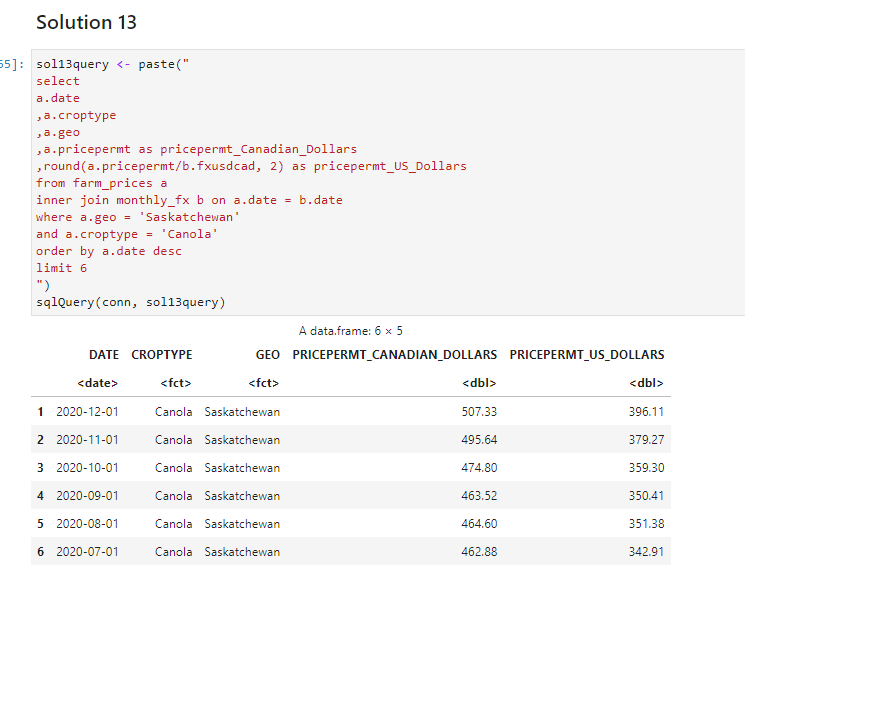 Solution 13
55]: sol13query <- paste("
select
a.date
,a.croptype
,a.geo
,a.pricepermt as pricepermt_Canadian_Dollars
,round(a.pricepermt/b.fxusdcad, 2) as pricepermt_US_Dollars
from farm_prices a
inner join monthly_fx b on a.date = b.date
where a.geo = 'Saskatchewan'
and a.croptype = 'Canola'
order by a.date desc
limit 6
")
sqlQuery(conn, sol13query)
A data.frame: 6 × 5
DATE CROPTYPE GEO PRICEPERMT_CANADIAN_DOLLARS PRICEPERMT_US_DOLLARS
<date> <fct> <fct> <dbl> <dbl>
1 2020-12-01 Canola Saskatchewan 507.33 396.11
2 2020-11-01 Canola Saskatchewan 495.64 379.27
3 2020-10-01 Canola Saskatchewan 474.80 359.30
4 2020-09-01 Canola Saskatchewan 463.52 350.41
5 2020-08-01 Canola Saskatchewan 464.60 351.38
6 2020-07-01 Canola Saskatchewan 462.88 342.91